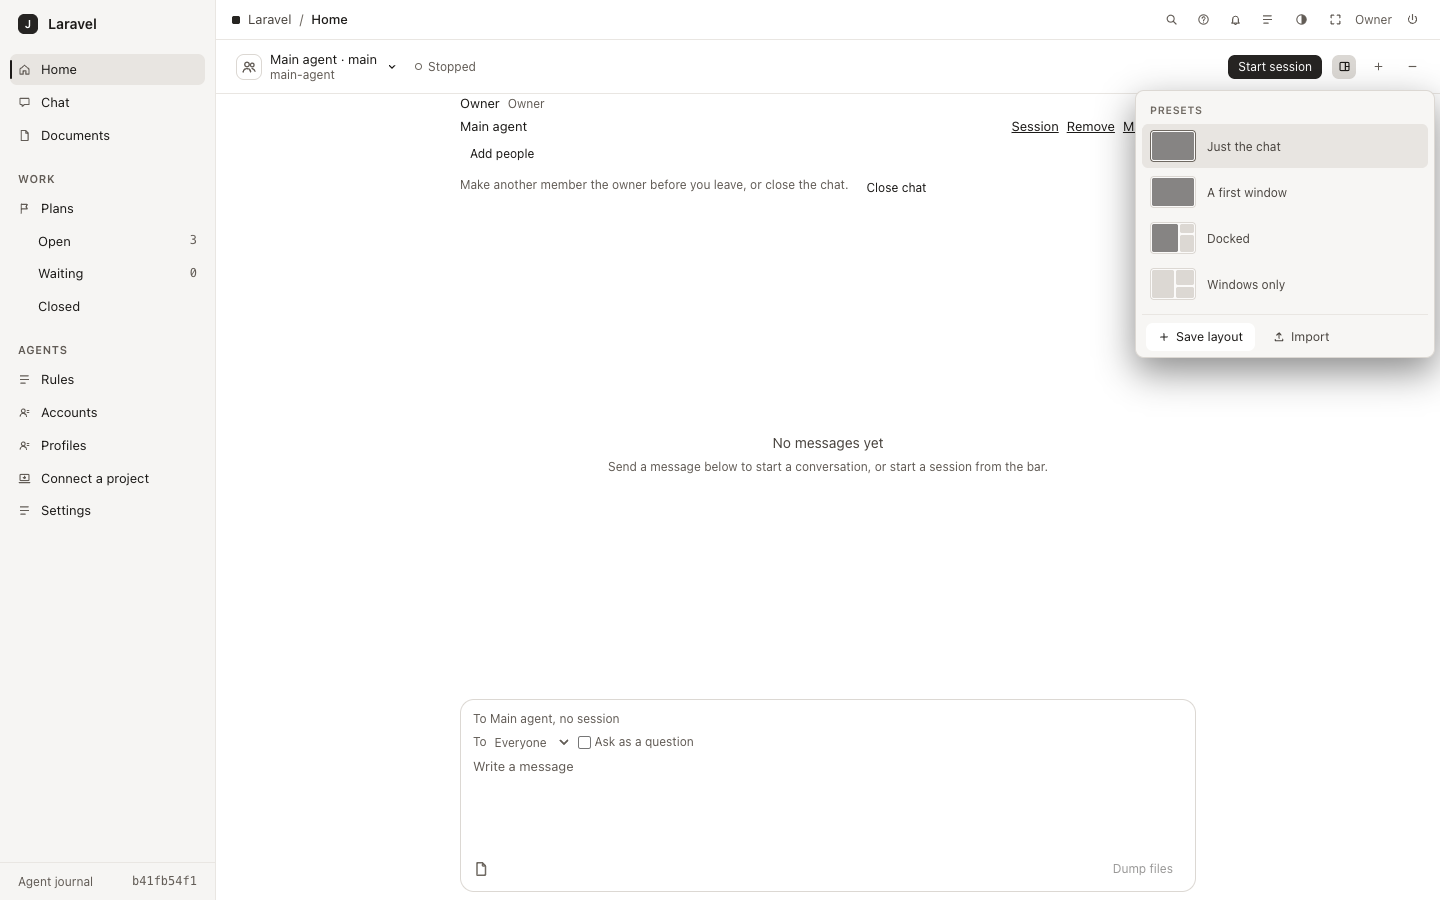 J Laravel
Home
Chat
Documents
WORK
Plans
Open 3
Waiting 0
Closed
AGENTS
Rules
Accounts
Profiles
Connect a project
Settings
Agent journal b41fb54f1
Laravel / Home
Owner
Main agent · main
main-agent
Stopped
Start session
Owner Owner
Main agent
Session Remove M
Add people
Make another member the owner before you leave, or close the chat. Close chat
PRESETS
Just the chat
A first window
Docked
Windows only
Save layout
Import
No messages yet
Send a message below to start a conversation, or start a session from the bar.
To Main agent, no session
To Everyone Ask as a question
Write a message
Dump files